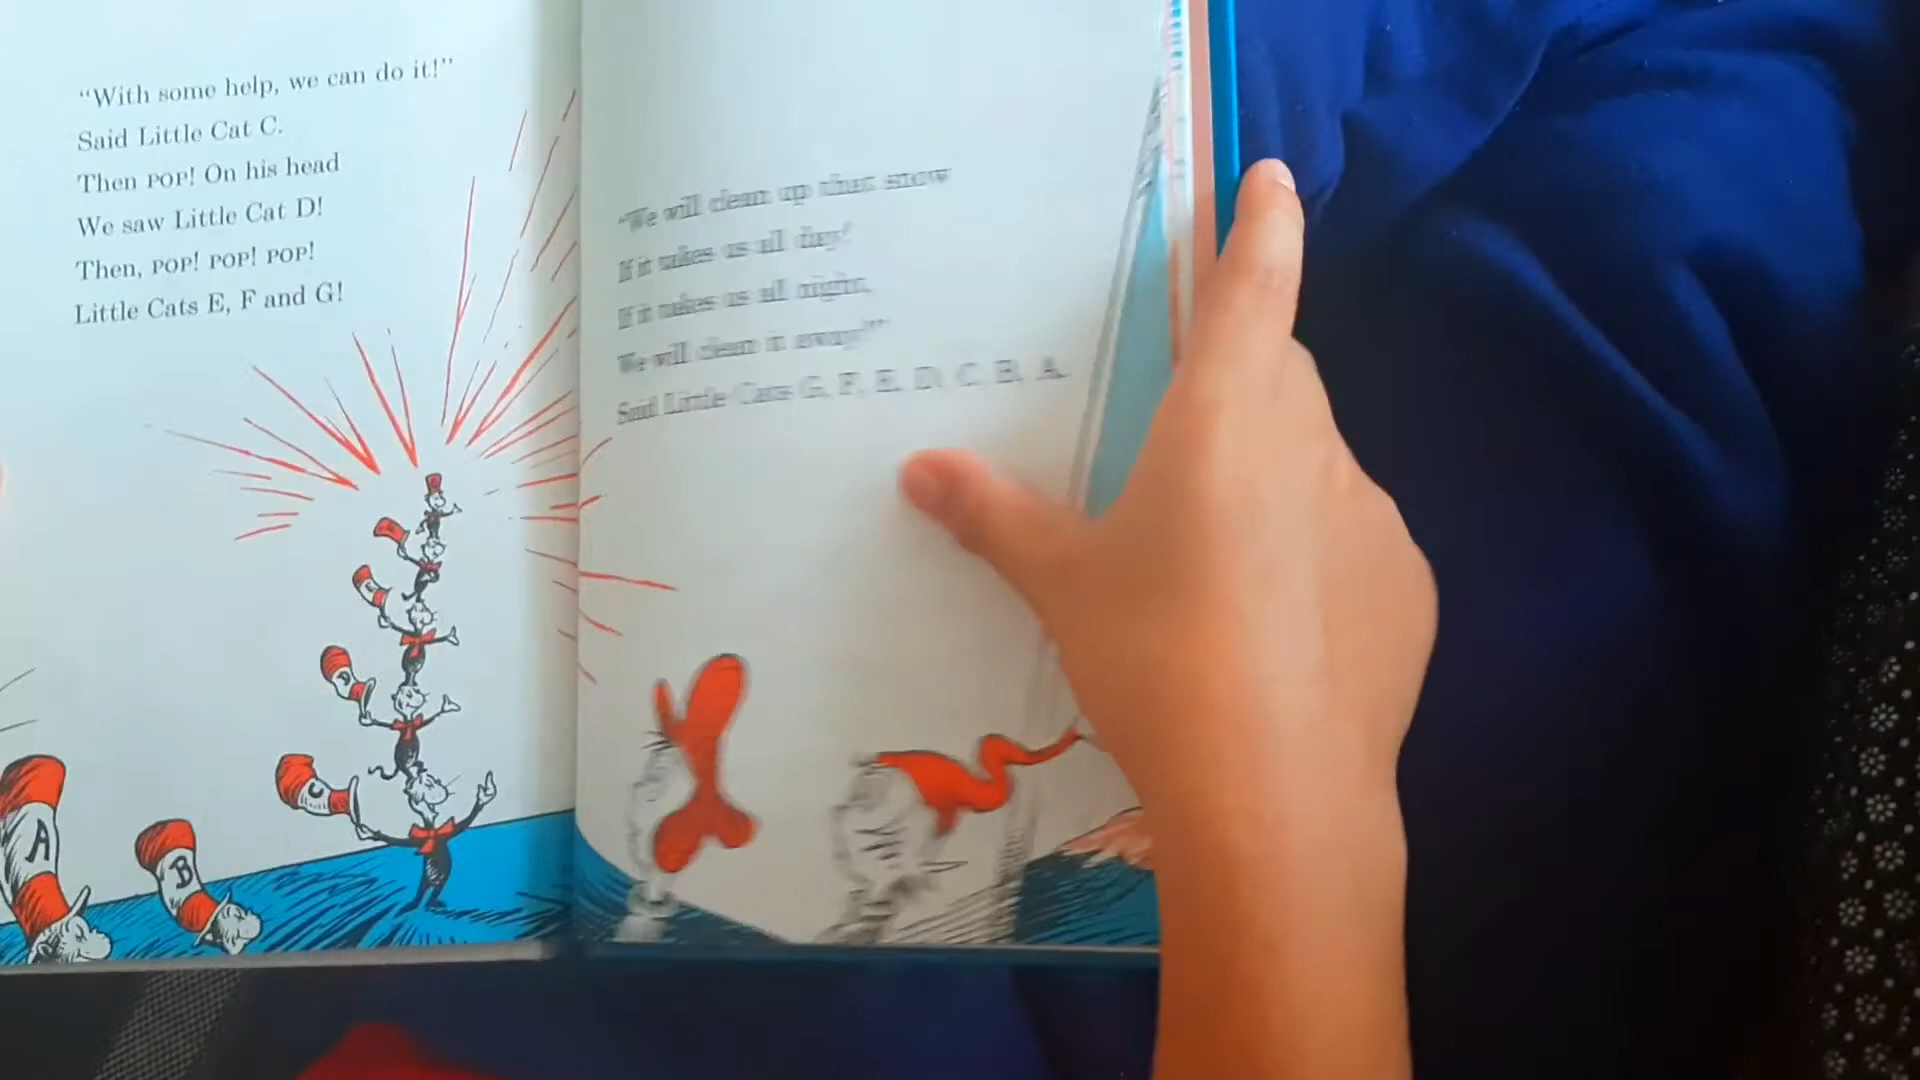 “With some help, we can do it!”
Said Little Cat C.
Then POP! On his head
We saw Little Cat D!
Then, POP! POP! POP!
Little Cats E, F and G!
“We will clean up that snow
If it takes us all day!
If it takes us all night,
We will clean it away!”
Said Little Cats G, F, E, D, C, B, A.
A
B
C
D